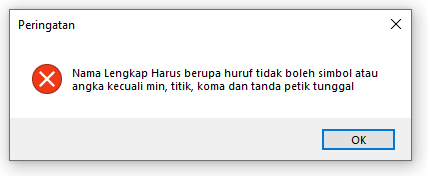 Peringatan
Nama Lengkap Harus berupa huruf tidak boleh simbol atau
angka kecuali min, titik, koma dan tanda petik tunggal
OK